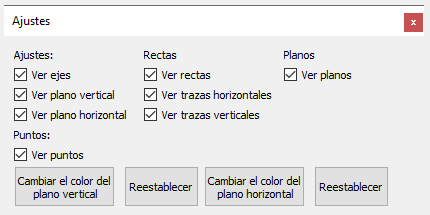 Ajustes
x
Ajustes:
Rectas
Planos
Ver ejes
Ver rectas
Ver planos
Ver plano vertical
Ver trazas horizontales
Ver plano horizontal
Ver trazas verticales
Puntos:
Ver puntos
Cambiar el color del
plano vertical
Reestablecer
Cambiar el color del
plano horizontal
Reestablecer